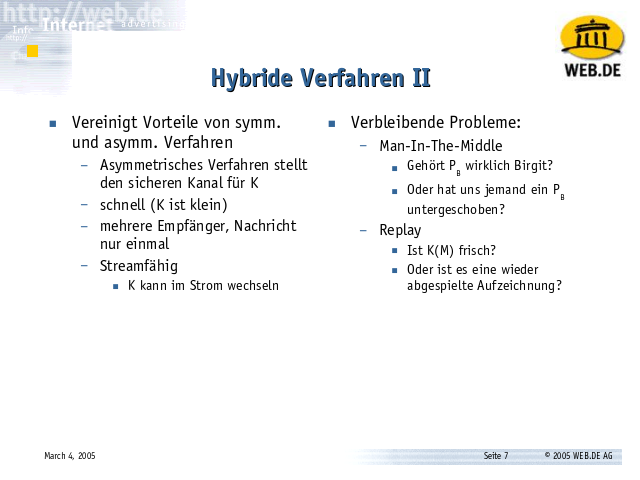 http://web.de
Internet advertising
Info
http://
WEB.DE
Hybride Verfahren II
Vereinigt Vorteile von symm.
und asymm. Verfahren
– Asymmetrisches Verfahren stellt
den sicheren Kanal für K
– schnell (K ist klein)
– mehrere Empfänger, Nachricht
nur einmal
– Streamfähig
K kann im Strom wechseln
Verbleibende Probleme:
– Man-In-The-Middle
Gehört P_B wirklich Birgit?
Oder hat uns jemand ein P_B
untergeschoben?
– Replay
Ist K(M) frisch?
Oder ist es eine wieder
abgespielte Aufzeichnung?
March 4, 2005
Seite 7
© 2005 WEB.DE AG